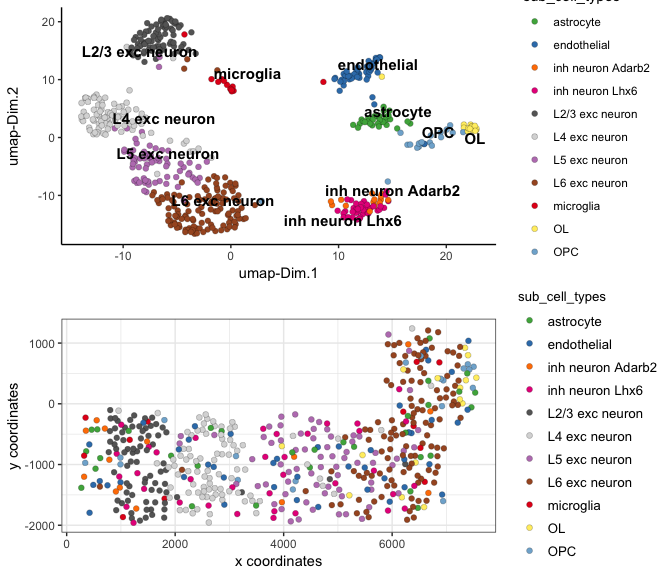 sub_cell_types
20
10
0
-10
umap-Dim.2
L2/3 exc neuron
microglia
endothelial
L4 exc neuron
astrocyte
OPC
OL
L5 exc neuron
L6 exc neuron
inh neuron Adarb2
inh neuron Lhx6
-10
0
10
20
umap-Dim.1
astrocyte
endothelial
inh neuron Adarb2
inh neuron Lhx6
L2/3 exc neuron
L4 exc neuron
L5 exc neuron
L6 exc neuron
microglia
OL
OPC
1000
0
-1000
-2000
y coordinates
0
2000
4000
6000
x coordinates
sub_cell_types
astrocyte
endothelial
inh neuron Adarb2
inh neuron Lhx6
L2/3 exc neuron
L4 exc neuron
L5 exc neuron
L6 exc neuron
microglia
OL
OPC